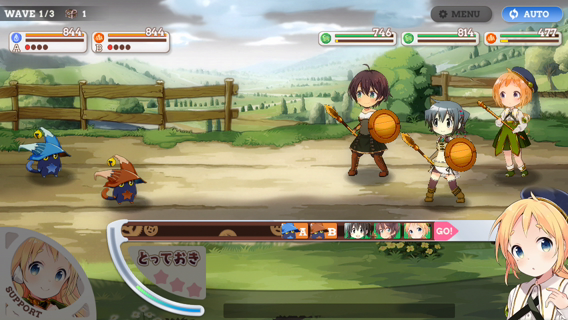 WAVE 1/3 1
MENU
AUTO
844
844
746
814
477
A
B
A
B
GO!
とっておき
SUPPORT